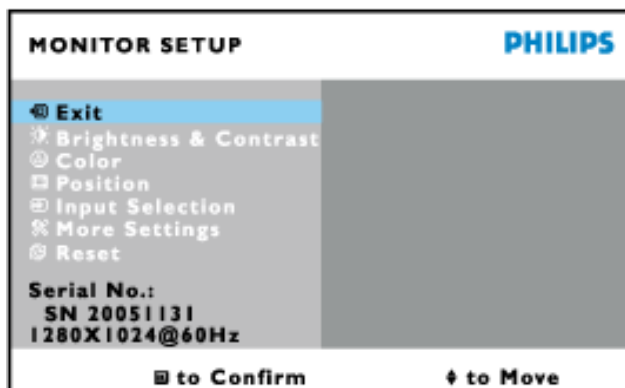 MONITOR SETUP PHILIPS
Exit
Brightness & Contrast
Color
Position
Input Selection
More Settings
Reset
Serial No.:
SN 20051131
1280X1024@60Hz
to Confirm to Move